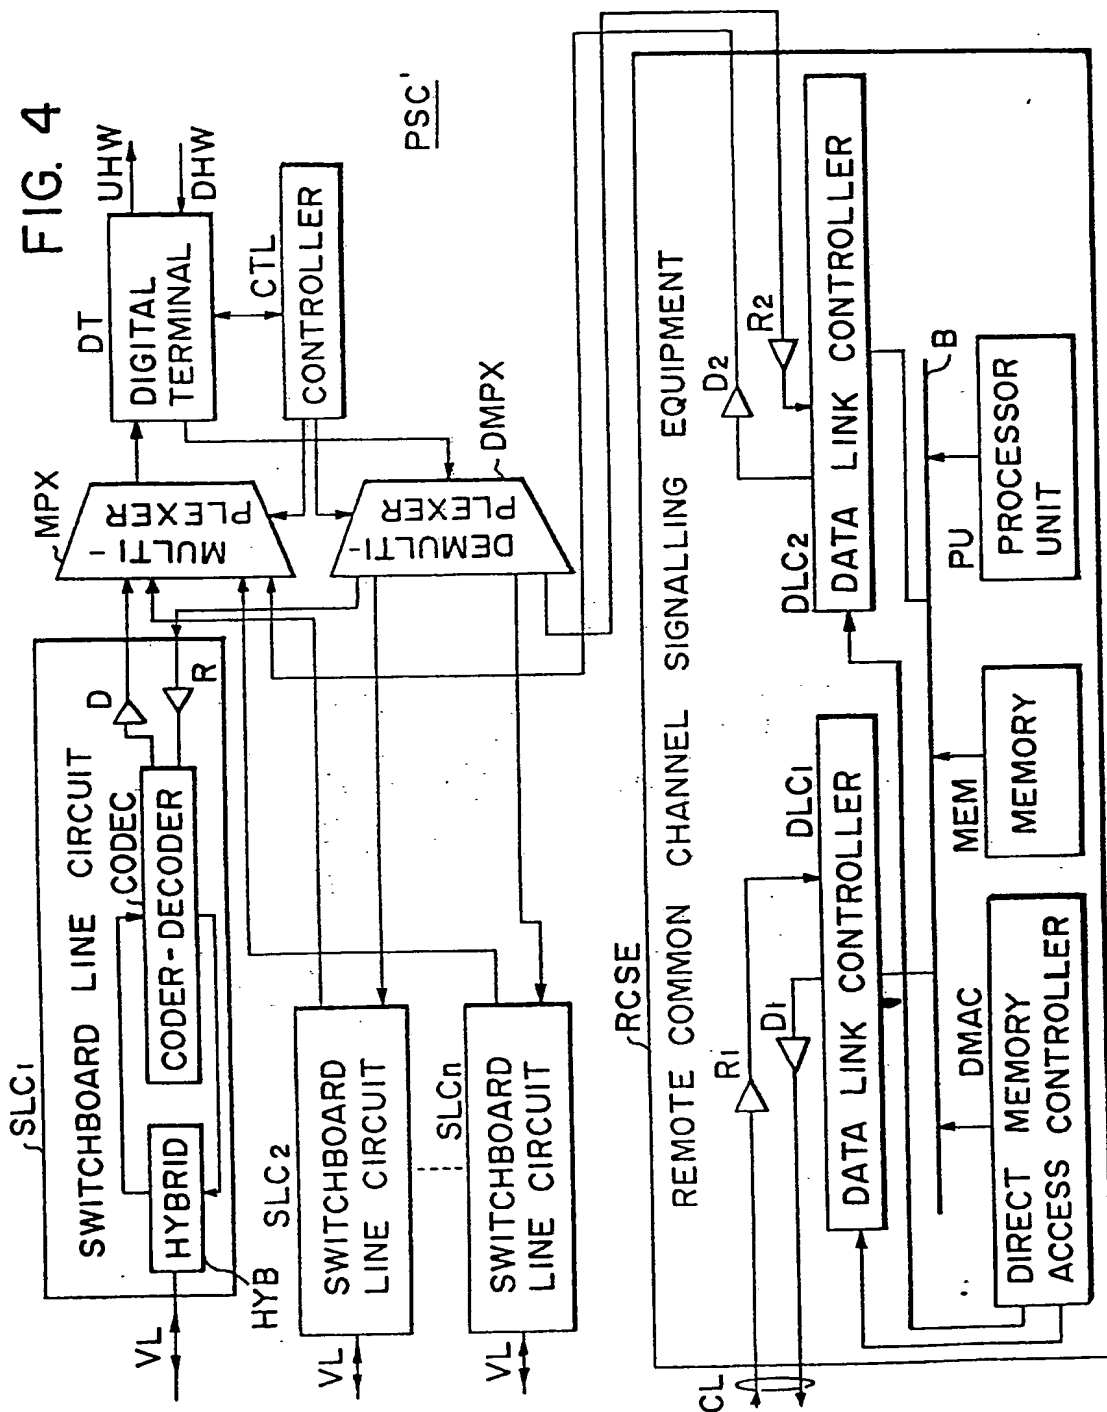 FIG. 4
PSC'
SLC1
SWITCHBOARD LINE CIRCUIT
HYBRID
HYB
CODEC
CODER-DECODER
D
R
VL
SLC2
SWITCHBOARD
LINE CIRCUIT
VL
SLCn
SWITCHBOARD
LINE CIRCUIT
VL
MPX
MULTI-
PLEXER
DEMULTI-
PLEXER
DMPX
DT
DIGITAL
TERMINAL
UHW
DHW
CTL
CONTROLLER
RCSE
REMOTE COMMON CHANNEL SIGNALLING EQUIPMENT
CL
R1
D1
DLC1
DATA LINK CONTROLLER
D2
R2
DLC2
DATA LINK CONTROLLER
B
DMAC
DIRECT MEMORY
ACCESS CONTROLLER
MEM
MEMORY
PU
PROCESSOR
UNIT